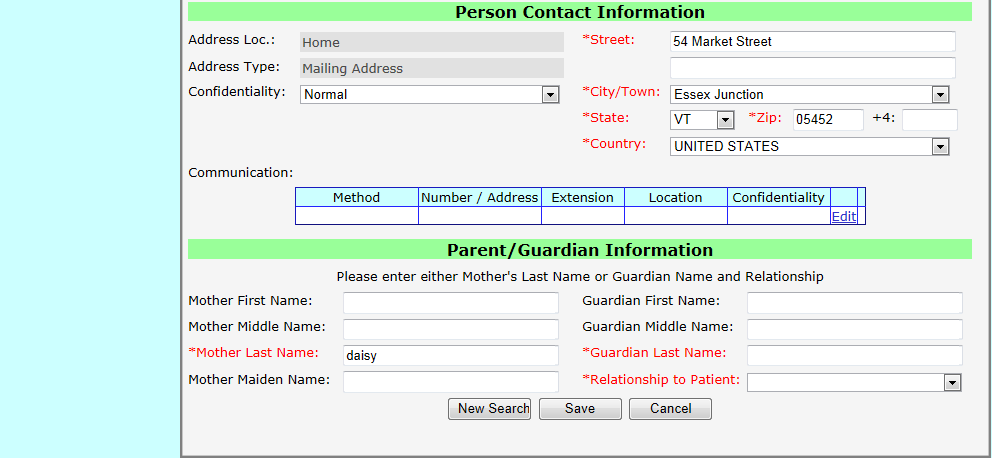 Person Contact Information
Address Loc.: Home *Street: 54 Market Street
Address Type: Mailing Address
Confidentiality: Normal *City/Town: Essex Junction
*State: VT *Zip: 05452 +4:
*Country: UNITED STATES
Communication:
Method Number / Address Extension Location Confidentiality
Edit
Parent/Guardian Information
Please enter either Mother's Last Name or Guardian Name and Relationship
Mother First Name: Guardian First Name:
Mother Middle Name: Guardian Middle Name:
*Mother Last Name: daisy *Guardian Last Name:
Mother Maiden Name: *Relationship to Patient:
New Search Save Cancel